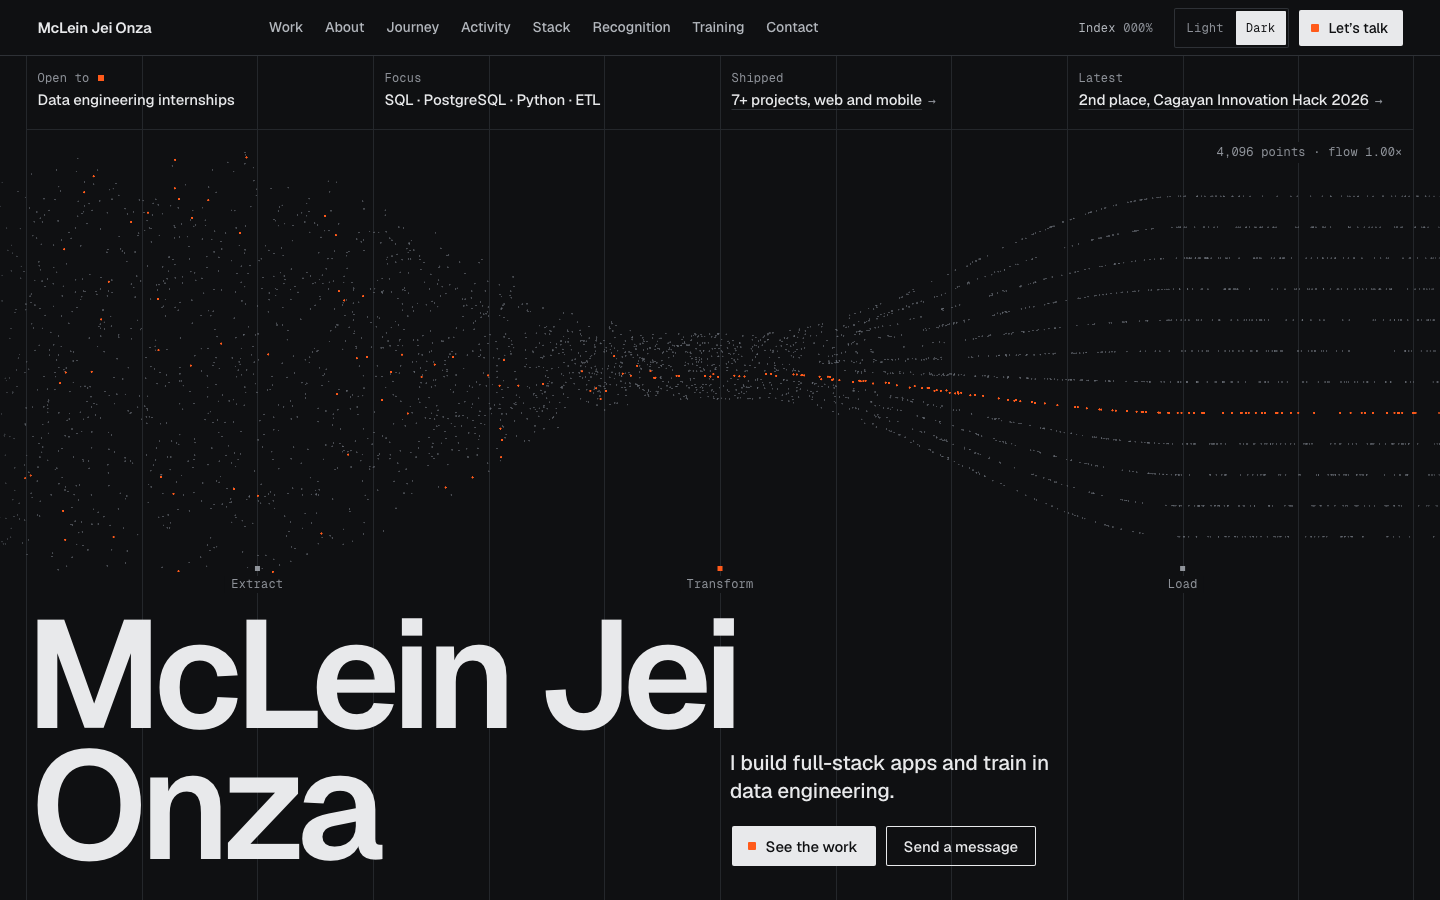 McLein Jei Onza
Work About Journey Activity Stack Recognition Training Contact
Index 000%
Light Dark
Let's talk
Open to
Data engineering internships
Focus
SQL · PostgreSQL · Python · ETL
Shipped
7+ projects, web and mobile →
Latest
2nd place, Cagayan Innovation Hack 2026 →
4,096 points · flow 1.00×
Extract
Transform
Load
McLein Jei
Onza
I build full-stack apps and train in
data engineering.
See the work
Send a message